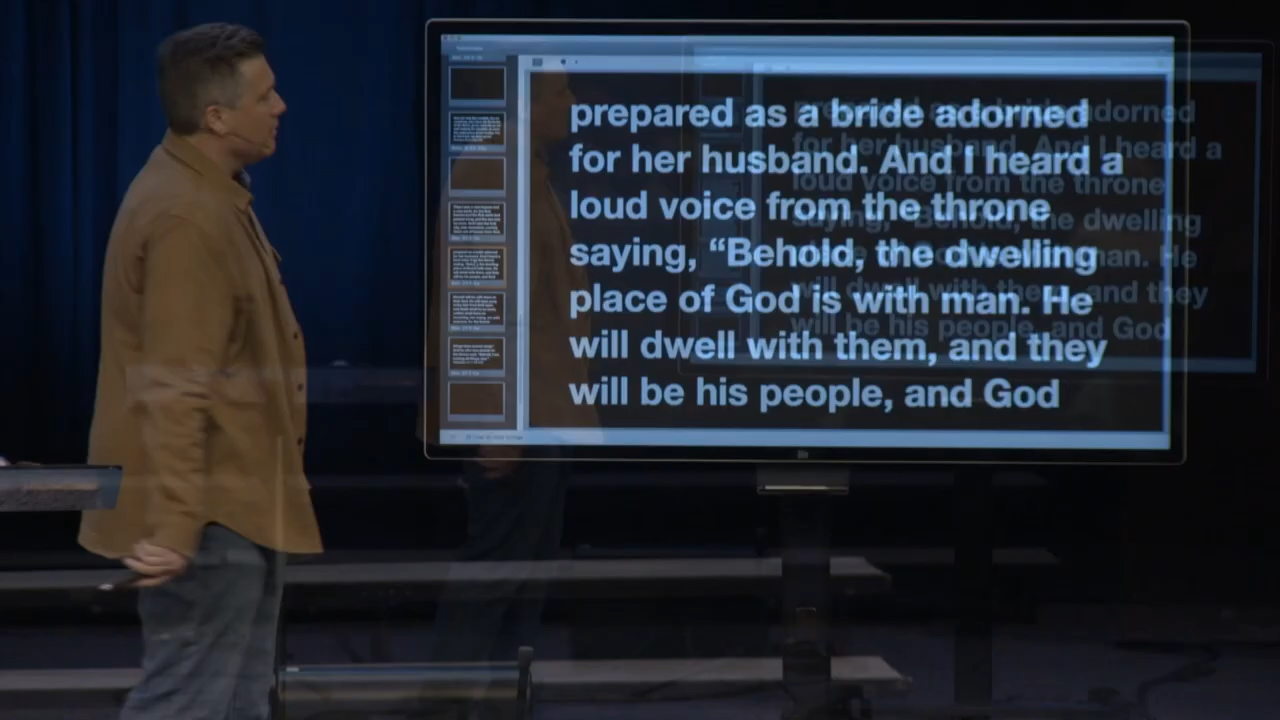 prepared as a bride adorned
for her husband. And I heard a
loud voice from the throne
saying, “Behold, the dwelling
place of God is with man. He
will dwell with them, and they
will be his people, and God